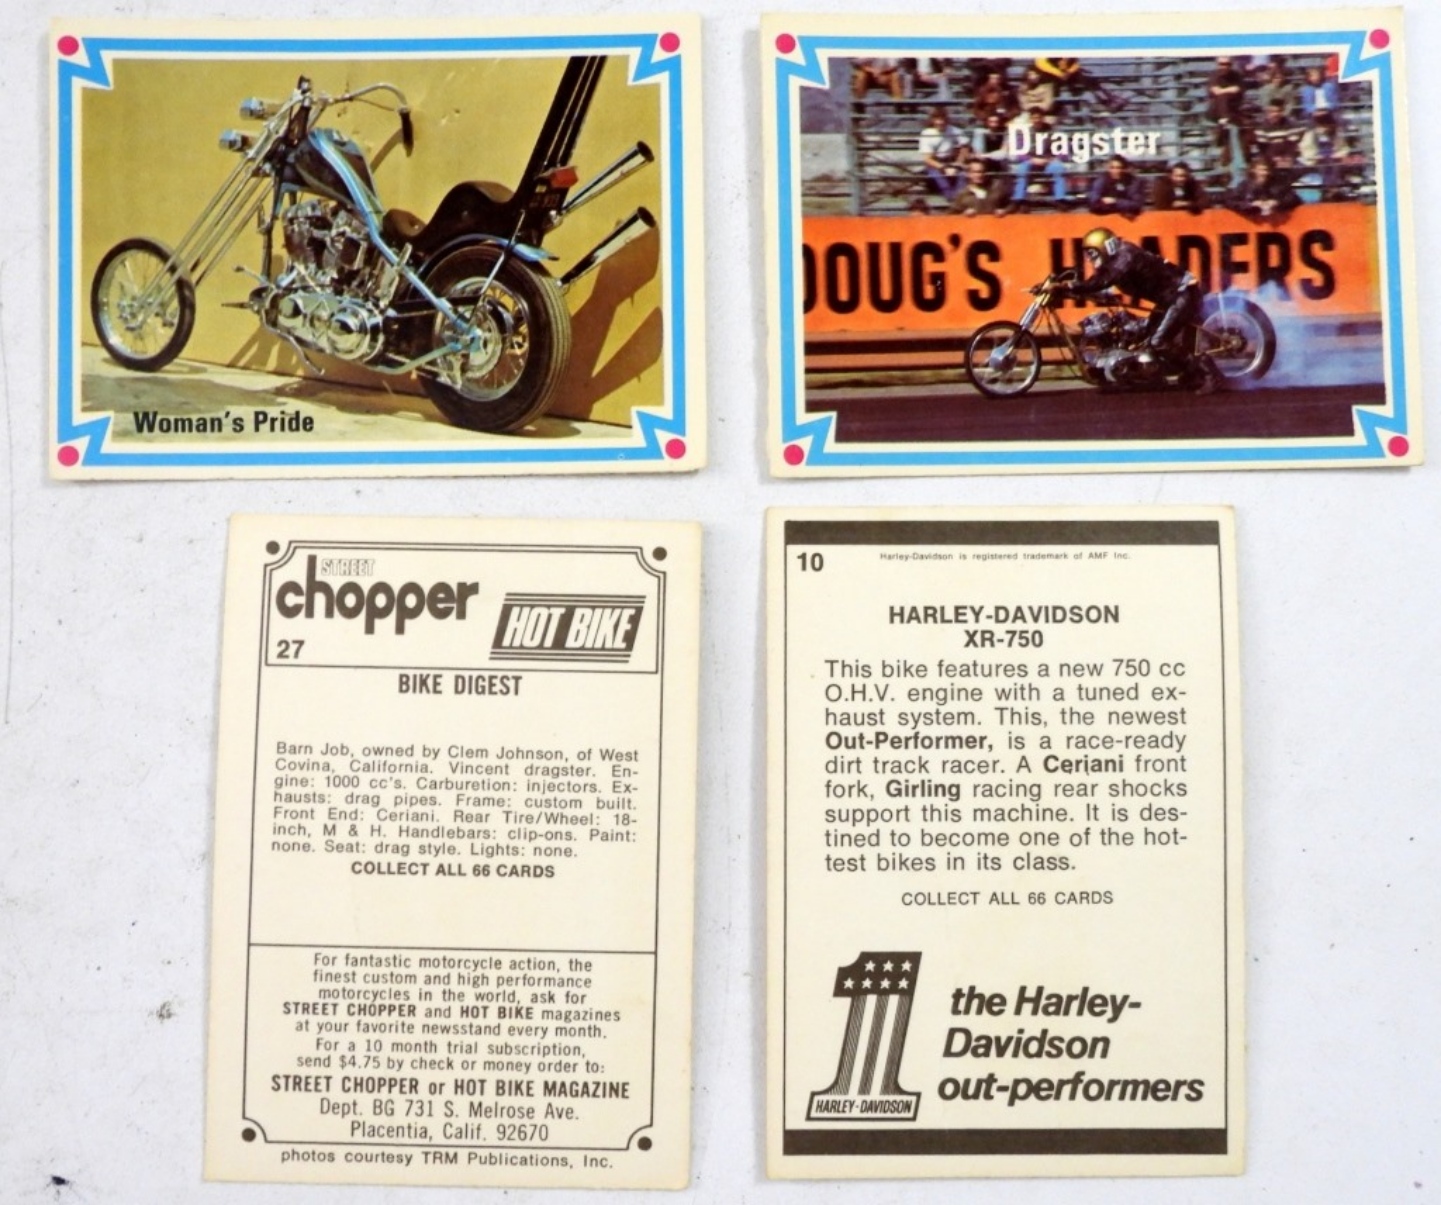 Woman's Pride
Dragster
DOUG'S HEADERS
STREET
chopper
HOT BIKE
27
BIKE DIGEST
Barn Job, owned by Clem Johnson, of West
Covina, California. Vincent dragster. En-
gine: 1000 cc's. Carburetion: injectors. Ex-
hausts: drag pipes. Frame: custom built.
Front End: Ceriani. Rear Tire/Wheel: 18-
inch, M & H. Handlebars: clip-ons. Paint:
none. Seat: drag style. Lights: none.
COLLECT ALL 66 CARDS
For fantastic motorcycle action, the
finest custom and high performance
motorcycles in the world, ask for
STREET CHOPPER and HOT BIKE magazines
at your favorite newsstand every month.
For a 10 month trial subscription,
send $4.75 by check or money order to:
STREET CHOPPER or HOT BIKE MAGAZINE
Dept. BG 731 S. Melrose Ave.
Placentia, Calif. 92670
photos courtesy TRM Publications, Inc.
10
Harley-Davidson is registered trademark of AMF Inc.
HARLEY-DAVIDSON
XR-750
This bike features a new 750 cc
O.H.V. engine with a tuned ex-
haust system. This, the newest
Out-Performer, is a race-ready
dirt track racer. A Ceriani front
fork, Girling racing rear shocks
support this machine. It is des-
tined to become one of the hot-
test bikes in its class.
COLLECT ALL 66 CARDS
1
HARLEY-DAVIDSON
the Harley-
Davidson
out-performers